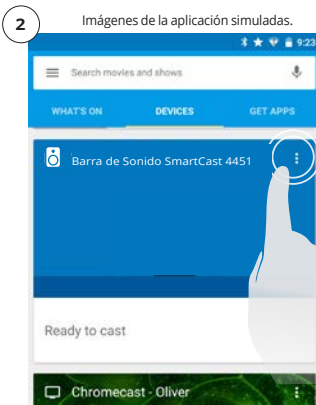 2
Imágenes de la aplicación simuladas.
9:23
Search movies and shows
WHAT'S ON DEVICES GET APPS
Barra de Sonido SmartCast 4451
Ready to cast
Chromecast - Oliver